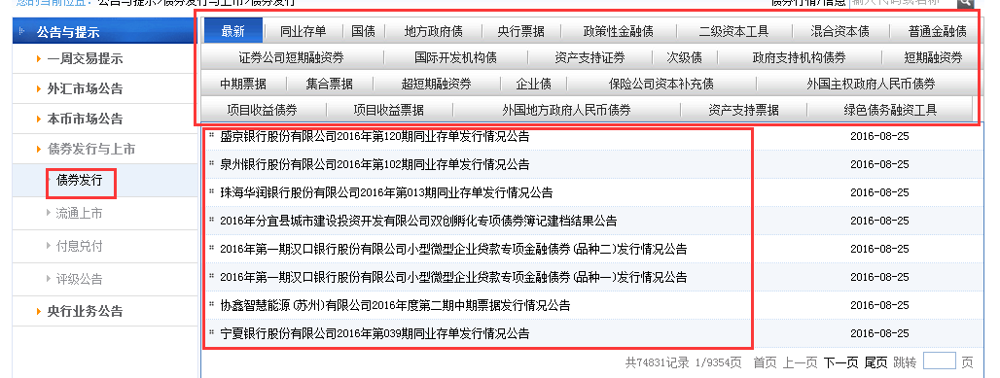 您的当前位置：公告与提示>债券发行与上市>债券发行 债券行情/信息 输入代码或名称
公告与提示
一周交易提示
外汇市场公告
本币市场公告
债券发行与上市
债券发行
流通上市
付息兑付
评级公告
央行业务公告
最新 同业存单 国债 地方政府债 央行票据 政策性金融债 二级资本工具 混合资本债 普通金融债
证券公司短期融资券 国际开发机构债 资产支持证券 次级债 政府支持机构债券 短期融资券
中期票据 集合票据 超短期融资券 企业债 保险公司资本补充债 外国主权政府人民币债券
项目收益债券 项目收益票据 外国地方政府人民币债券 资产支持票据 绿色债务融资工具
盛京银行股份有限公司2016年第120期同业存单发行情况公告 2016-08-25
泉州银行股份有限公司2016年第102期同业存单发行情况公告 2016-08-25
珠海华润银行股份有限公司2016年第013期同业存单发行情况公告 2016-08-25
2016年分宜县城市建设投资开发有限公司双创孵化专项债券簿记建档结果公告 2016-08-25
2016年第一期汉口银行股份有限公司小型微型企业贷款专项金融债券(品种二)发行情况公告 2016-08-25
2016年第一期汉口银行股份有限公司小型微型企业贷款专项金融债券(品种一)发行情况公告 2016-08-25
协鑫智慧能源(苏州)有限公司2016年度第二期中期票据发行情况公告 2016-08-25
宁夏银行股份有限公司2016年第039期同业存单发行情况公告 2016-08-25
共74831记录 1/9354页 首页 上一页 下一页 尾页 跳转 页